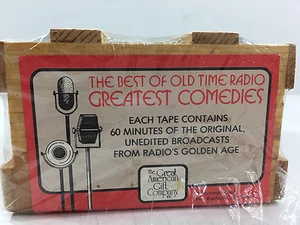 THE BEST OF OLD TIME RADIO
GREATEST COMEDIES
EACH TAPE CONTAINS
60 MINUTES OF THE ORIGINAL,
UNEDITED BROADCASTS
FROM RADIO'S GOLDEN AGE
The
Great
American
Gift
Company